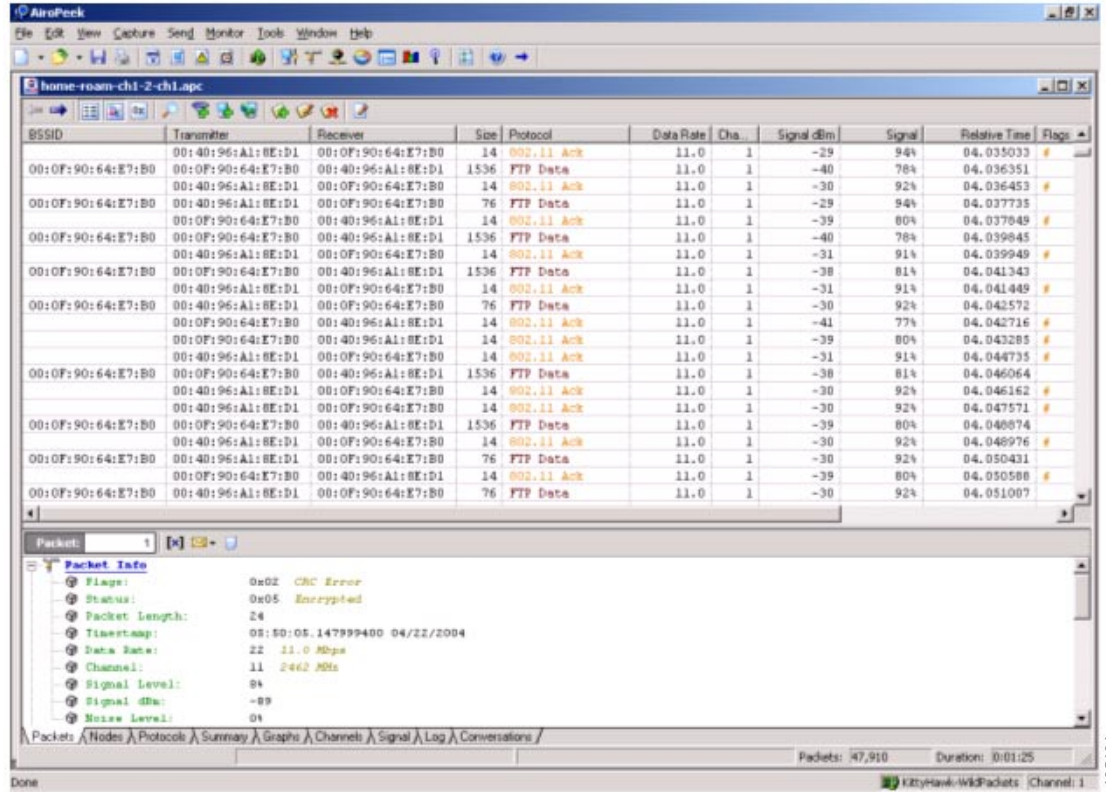 AiroPeek
File Edit View Capture Send Monitor Tools Window Help
home-roam-ch1-2-ch1.apc
BSSID Transmitter Receiver Size Protocol Data Rate Cha... Signal dBm Signal Relative Time Flags
00:40:96:A1:8E:D1 00:0F:90:64:E7:B0 14 802.11 Ack 11.0 1 -29 94% 04.035033 #
00:0F:90:64:E7:B0 00:0F:90:64:E7:B0 00:40:96:A1:8E:D1 1536 FTP Data 11.0 1 -40 78% 04.036351
00:40:96:A1:8E:D1 00:0F:90:64:E7:B0 14 802.11 Ack 11.0 1 -30 92% 04.036453 #
00:0F:90:64:E7:B0 00:40:96:A1:8E:D1 00:0F:90:64:E7:B0 76 FTP Data 11.0 1 -29 94% 04.037735
00:0F:90:64:E7:B0 00:40:96:A1:8E:D1 14 802.11 Ack 11.0 1 -39 80% 04.037849 #
00:0F:90:64:E7:B0 00:0F:90:64:E7:B0 00:40:96:A1:8E:D1 1536 FTP Data 11.0 1 -40 78% 04.039845
00:40:96:A1:8E:D1 00:0F:90:64:E7:B0 14 802.11 Ack 11.0 1 -31 91% 04.039949 #
00:0F:90:64:E7:B0 00:0F:90:64:E7:B0 00:40:96:A1:8E:D1 1536 FTP Data 11.0 1 -38 81% 04.041343
00:40:96:A1:8E:D1 00:0F:90:64:E7:B0 14 802.11 Ack 11.0 1 -31 91% 04.041449 #
00:0F:90:64:E7:B0 00:40:96:A1:8E:D1 00:0F:90:64:E7:B0 76 FTP Data 11.0 1 -30 92% 04.042572
00:0F:90:64:E7:B0 00:40:96:A1:8E:D1 14 802.11 Ack 11.0 1 -41 77% 04.042716 #
00:0F:90:64:E7:B0 00:40:96:A1:8E:D1 14 802.11 Ack 11.0 1 -39 80% 04.043285 #
00:40:96:A1:8E:D1 00:0F:90:64:E7:B0 14 802.11 Ack 11.0 1 -31 91% 04.044735 #
00:0F:90:64:E7:B0 00:0F:90:64:E7:B0 00:40:96:A1:8E:D1 1536 FTP Data 11.0 1 -38 81% 04.046064
00:40:96:A1:8E:D1 00:0F:90:64:E7:B0 14 802.11 Ack 11.0 1 -30 92% 04.046162 #
00:40:96:A1:8E:D1 00:0F:90:64:E7:B0 14 802.11 Ack 11.0 1 -30 92% 04.047571 #
00:0F:90:64:E7:B0 00:0F:90:64:E7:B0 00:40:96:A1:8E:D1 1536 FTP Data 11.0 1 -39 80% 04.048874
00:40:96:A1:8E:D1 00:0F:90:64:E7:B0 14 802.11 Ack 11.0 1 -30 92% 04.048976 #
00:0F:90:64:E7:B0 00:40:96:A1:8E:D1 00:0F:90:64:E7:B0 76 FTP Data 11.0 1 -30 92% 04.050431
00:0F:90:64:E7:B0 00:40:96:A1:8E:D1 14 802.11 Ack 11.0 1 -39 80% 04.050588 #
00:0F:90:64:E7:B0 00:40:96:A1:8E:D1 00:0F:90:64:E7:B0 76 FTP Data 11.0 1 -30 92% 04.051007
Packet: 1
Packet Info
Flags: 0x02 CRC Error
Status: 0x05 Encrypted
Packet Length: 24
Timestamp: 05:50:05.147999400 04/22/2004
Data Rate: 22 11.0 Mbps
Channel: 11 2462 MHz
Signal Level: 8%
Signal dBm: -89
Noise Level: 0%
Packets Nodes Protocols Summary Graphs Channels Signal Log Conversations
Packets: 47,910 Duration: 0:01:25
Done KittyHawk-WildPackets Channel: 1